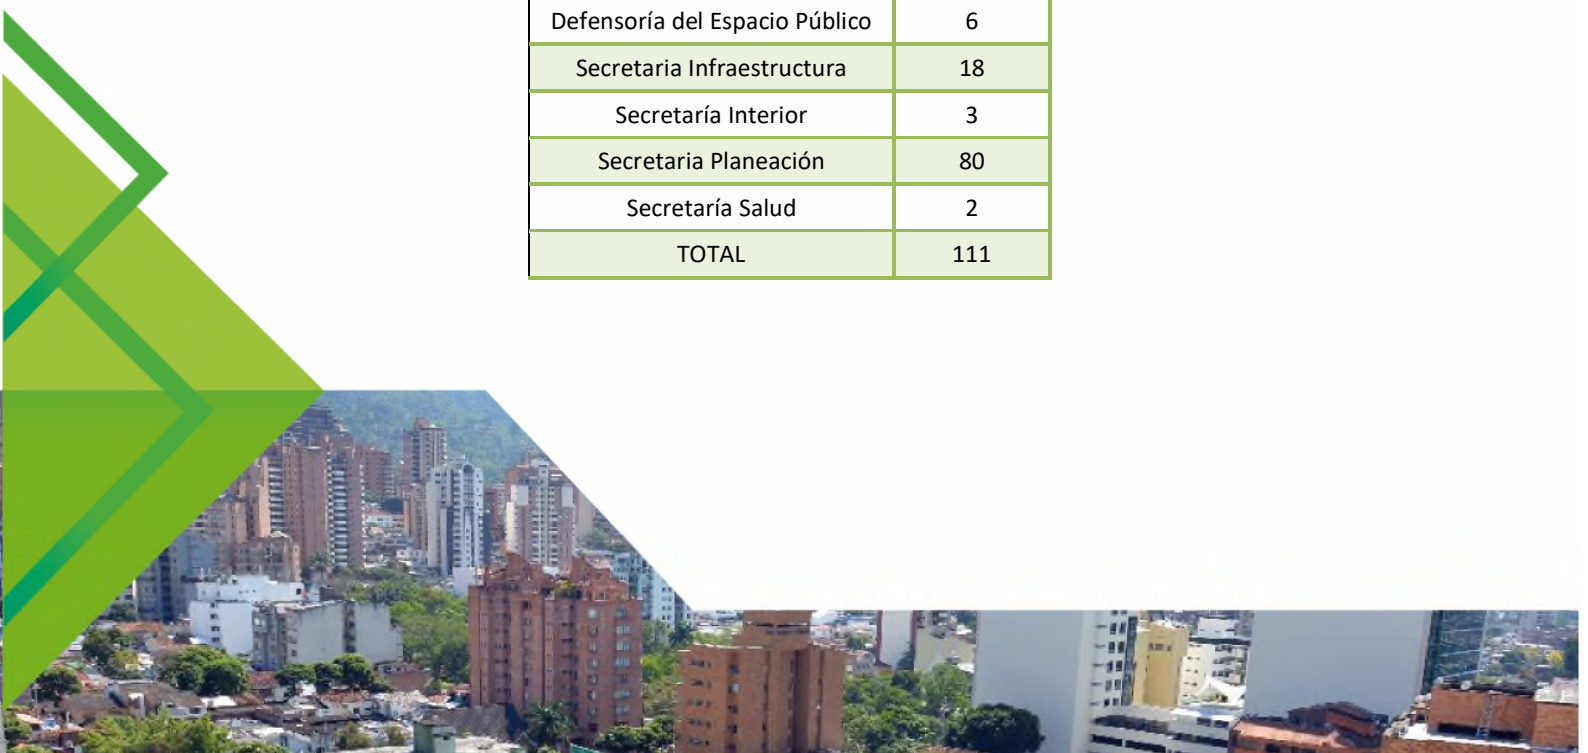 Defensoría del Espacio Público 6
Secretaria Infraestructura 18
Secretaría Interior 3
Secretaria Planeación 80
Secretaría Salud 2
TOTAL 111